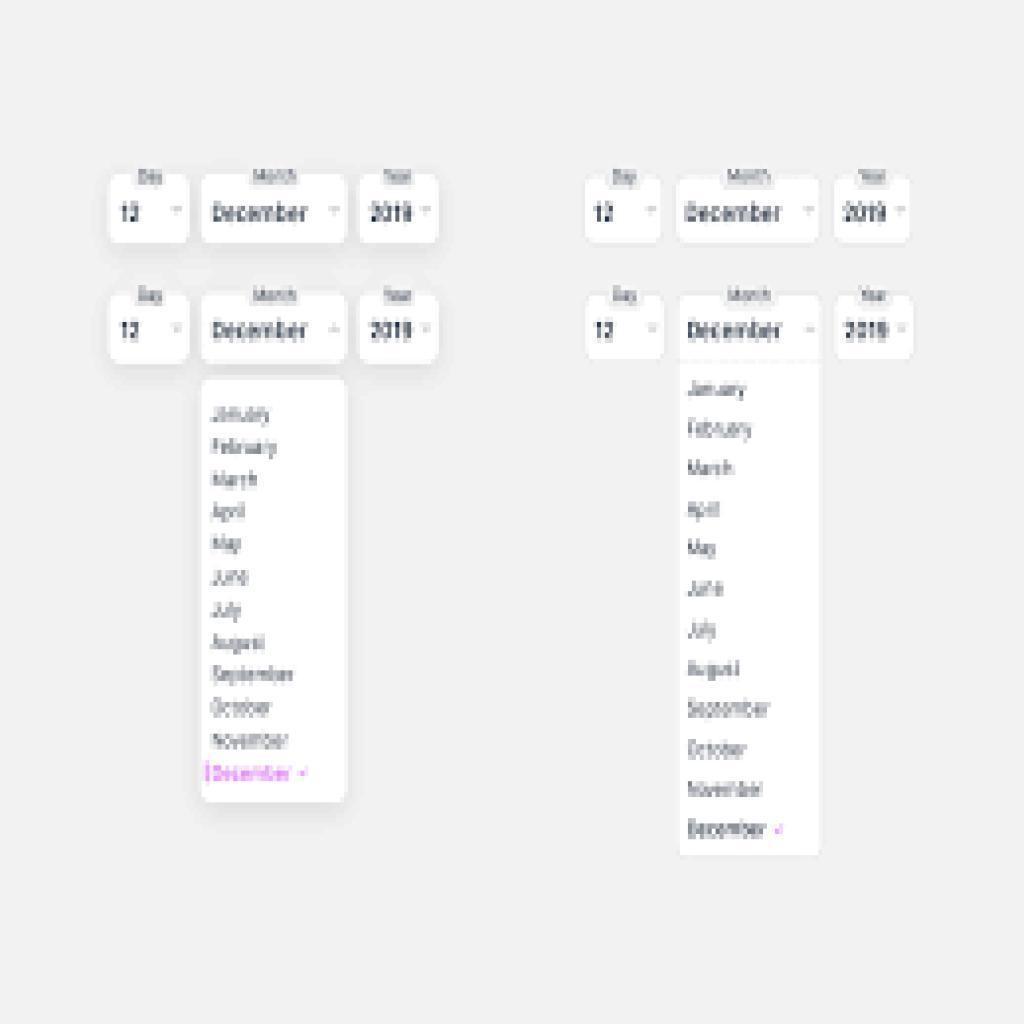 Day Month Year
12 December 2019
Day Month Year
12 December 2019
January
February
March
April
May
June
July
August
September
October
November
December
Day Month Year
12 December 2019
Day Month Year
12 December 2019
January
February
March
April
May
June
July
August
September
October
November
December